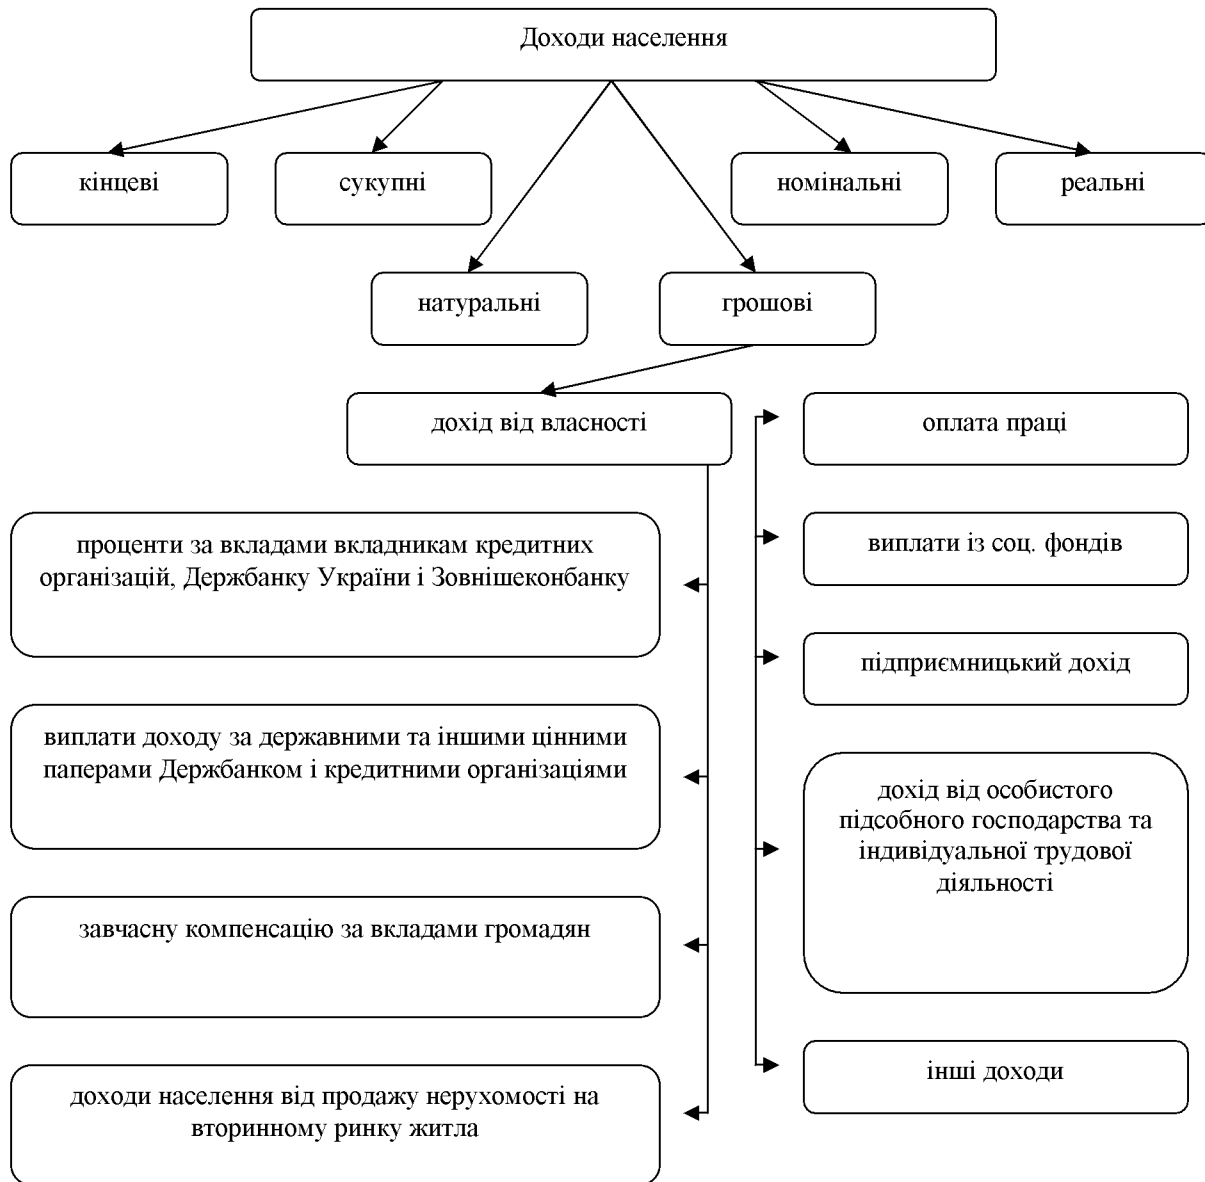 Доходи населення
кінцеві
сукупні
номінальні
реальні
натуральні
грошові
дохід від власності
оплата праці
проценти за вкладами вкладникам кредитних
організацій, Держбанку України і Зовнішеконбанку
виплати із соц. фондів
підприємницький дохід
виплати доходу за державними та іншими цінними
паперами Держбанком і кредитними організаціями
дохід від особистого
підсобного господарства та
індивідуальної трудової
діяльності
завчасну компенсацію за вкладами громадян
інші доходи
доходи населення від продажу нерухомості на
вторинному ринку житла